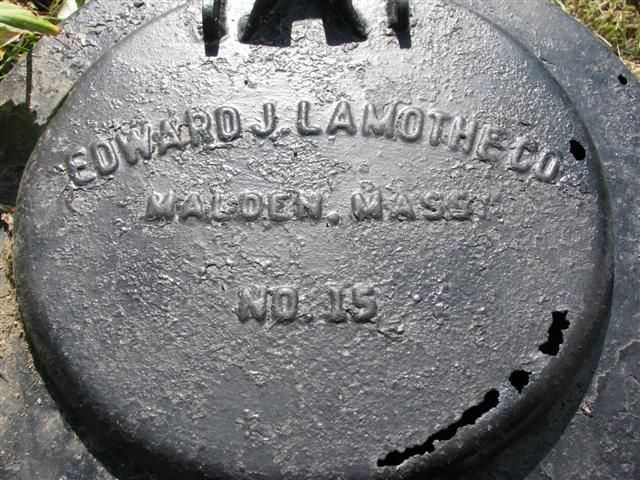 EDWARD J. LAMOTHE CO.
MALDEN, MASS.
NO. 15